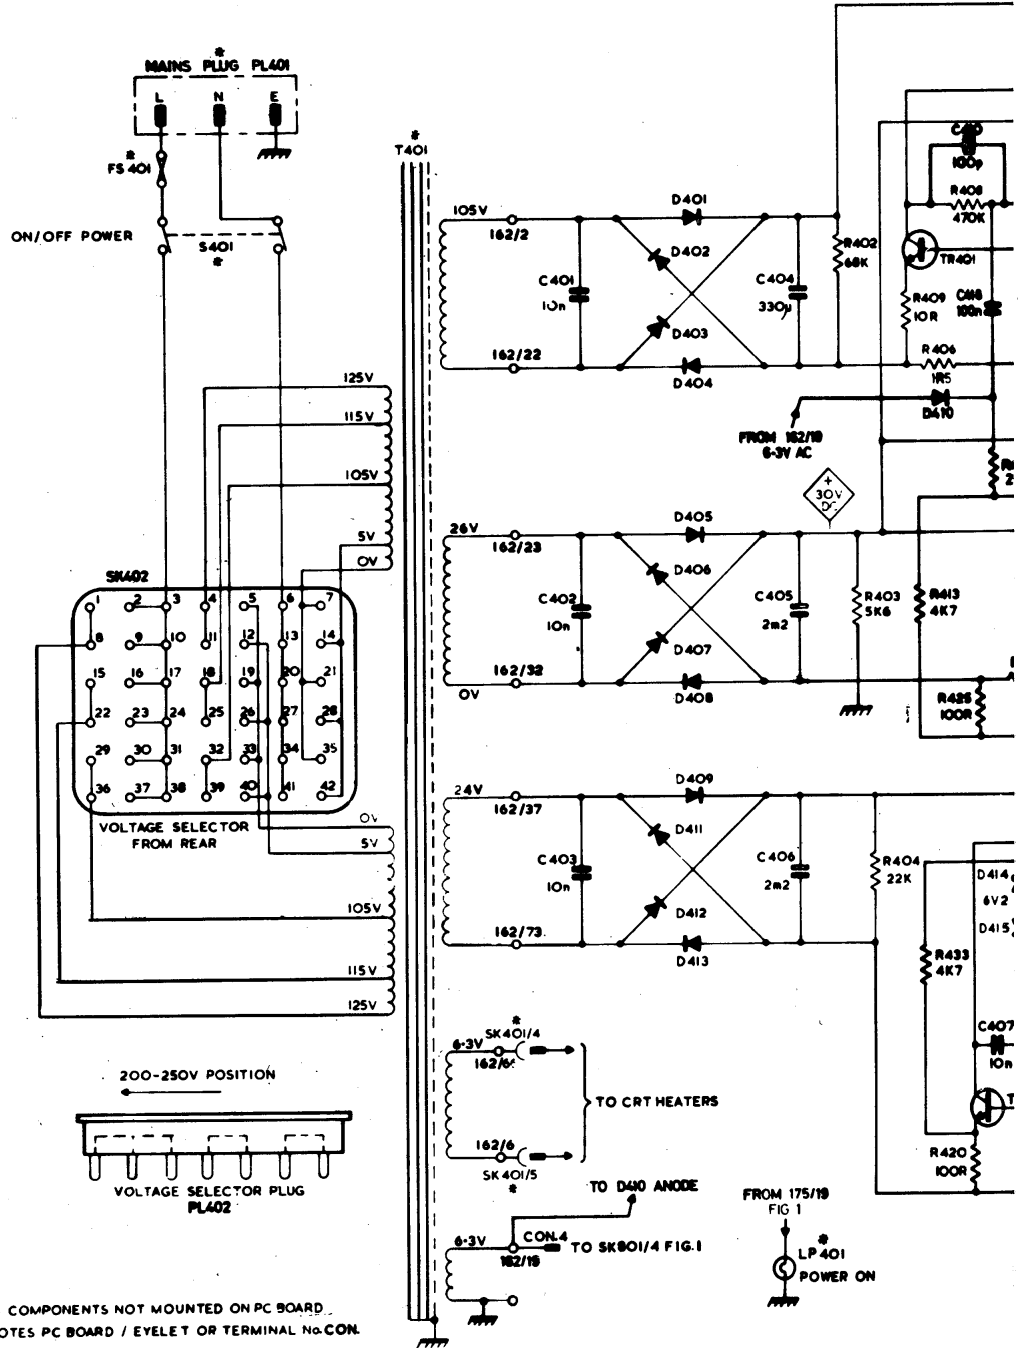 *
MAINS PLUG PL401
L N E
*
FS 401
ON/OFF POWER
S401
*
*
T401
125V
115V
105V
5V
0V
SK402
1 2 3 4 5 6 7
8 9 10 11 12 13 14
15 16 17 18 19 20 21
22 23 24 25 26 27 28
29 30 31 32 33 34 35
36 37 38 39 40 41 42
VOLTAGE SELECTOR
FROM REAR
0V
5V
105V
115V
125V
200-250V POSITION
VOLTAGE SELECTOR PLUG
PL402
COMPONENTS NOT MOUNTED ON PC BOARD
OTES PC BOARD / EYELET OR TERMINAL No. CON.
105V
162/2
162/22
C401
10n
D401
D402
D403
D404
C404
330µ
R402
68K
C410
100p
R408
470K
TR401
R409
10R
C418
100n
R406
1R5
D410
FROM 162/19
6·3V AC
+
30V
DC
26V
162/23
162/32
0V
C402
10n
D405
D406
D407
D408
C405
2m2
R403
5K6
R413
4K7
R425
100R
24V
162/37
162/73
C403
10n
D409
D411
D412
D413
C406
2m2
R404
22K
D414
6V2
D415
R433
4K7
C407
10n
R420
100R
*
SK401/4
6·3V
162/6
TO CRT HEATERS
162/6
SK401/5
*
TO D410 ANODE
6·3V
CON.4
TO SK801/4 FIG.1
162/19
FROM 175/19
FIG 1
*
LP401
POWER ON